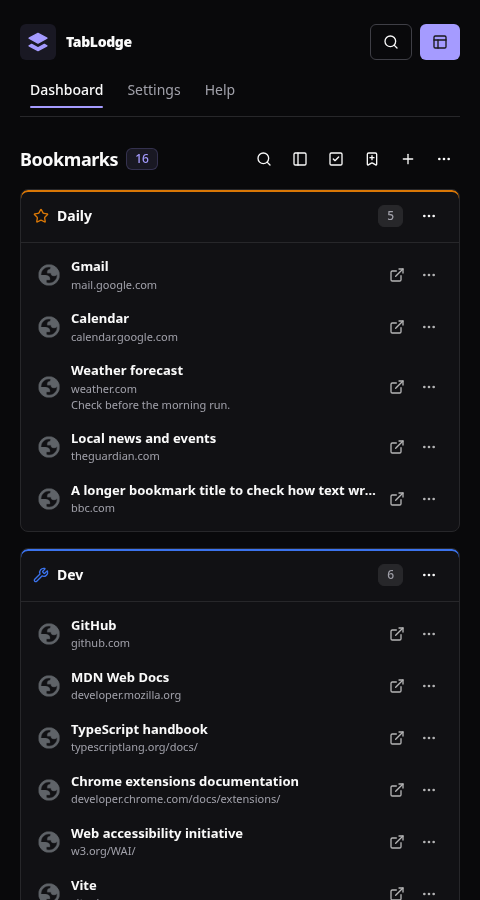 TabLodge
Dashboard Settings Help
Bookmarks 16
Daily 5
Gmail
mail.google.com
Calendar
calendar.google.com
Weather forecast
weather.com
Check before the morning run.
Local news and events
theguardian.com
A longer bookmark title to check how text wr...
bbc.com
Dev 6
GitHub
github.com
MDN Web Docs
developer.mozilla.org
TypeScript handbook
typescriptlang.org/docs/
Chrome extensions documentation
developer.chrome.com/docs/extensions/
Web accessibility initiative
w3.org/WAI/
Vite